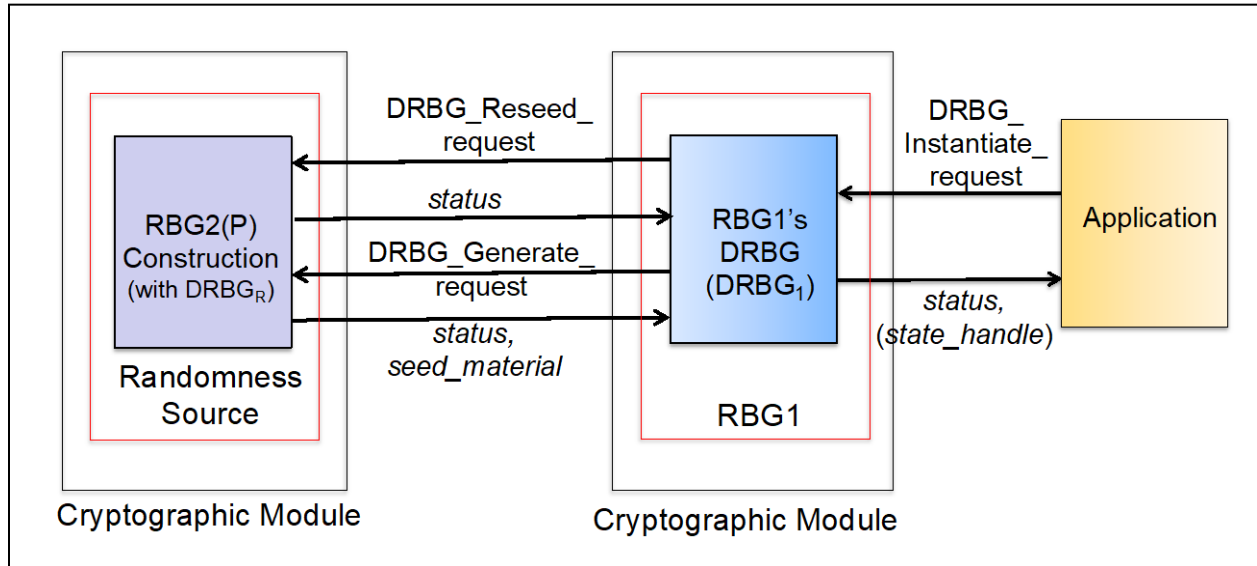 RBG2(P)
Construction
(with DRBG_R)
Randomness
Source
Cryptographic Module
DRBG_Reseed_
request
status
DRBG_Generate_
request
status,
seed_material
RBG1's
DRBG
(DRBG₁)
RBG1
Cryptographic Module
DRBG_
Instantiate_
request
status,
(state_handle)
Application